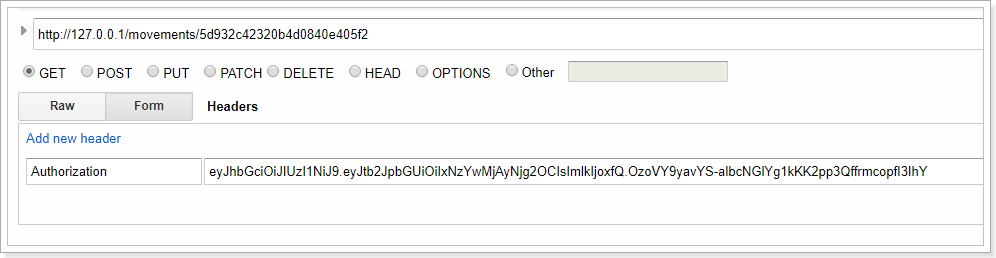 http://127.0.0.1/movements/5d932c42320b4d0840e405f2
GET POST PUT PATCH DELETE HEAD OPTIONS Other
Raw Form Headers
Add new header
Authorization eyJhbGciOiJIUzI1NiJ9.eyJtb2JpbGUiOiIxNzYwMjAyNjg2OCIsImlkIjoxfQ.OzoVY9yavYS-albcNGlYg1kKK2pp3QffrmcopfI3IhY